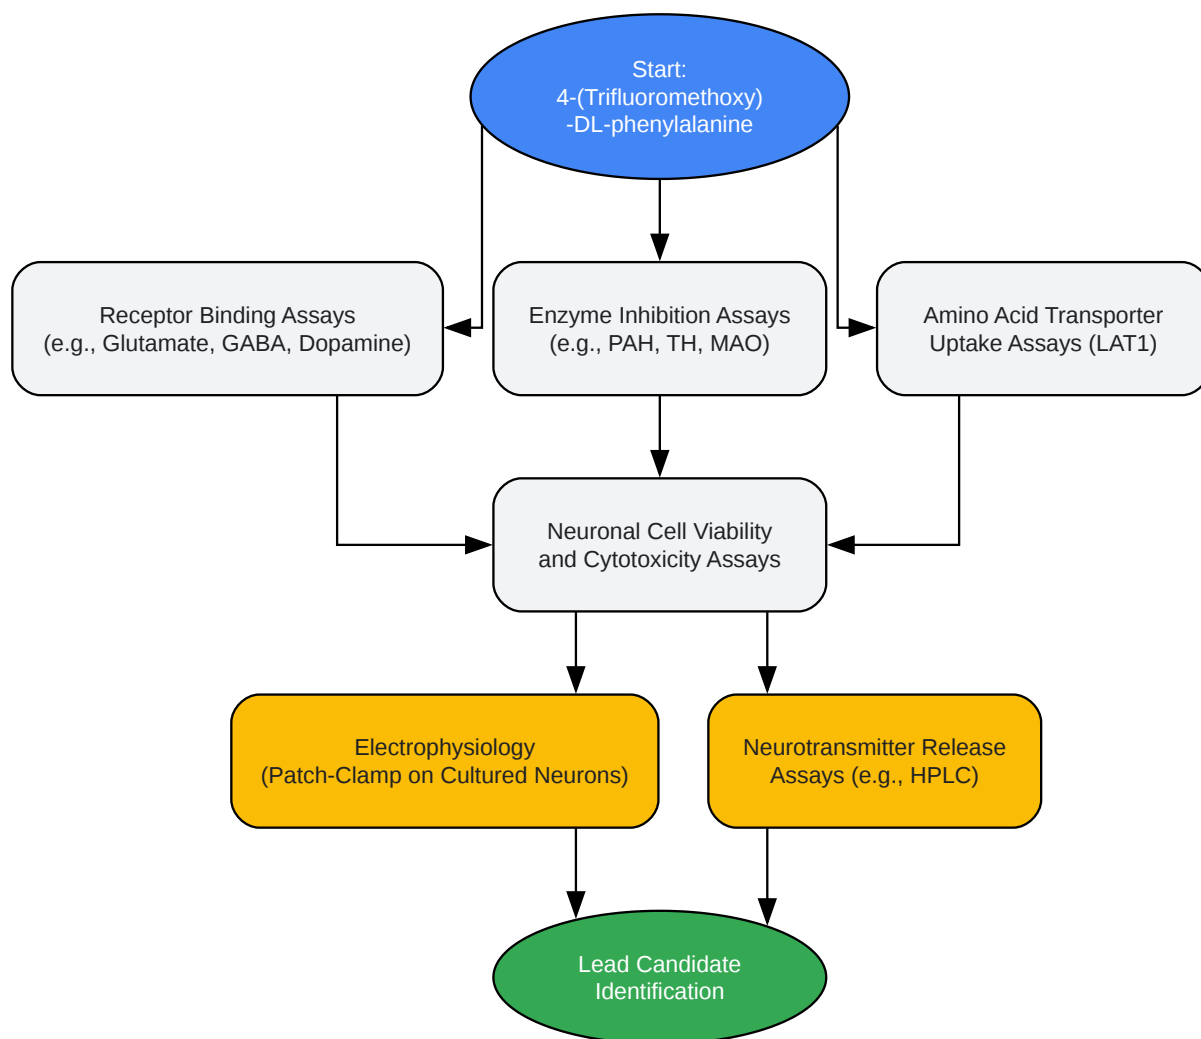 Start:
4-(Trifluoromethoxy)
-DL-phenylalanine
Receptor Binding Assays
(e.g., Glutamate, GABA, Dopamine)
Enzyme Inhibition Assays
(e.g., PAH, TH, MAO)
Amino Acid Transporter
Uptake Assays (LAT1)
Neuronal Cell Viability
and Cytotoxicity Assays
Electrophysiology
(Patch-Clamp on Cultured Neurons)
Neurotransmitter Release
Assays (e.g., HPLC)
Lead Candidate
Identification